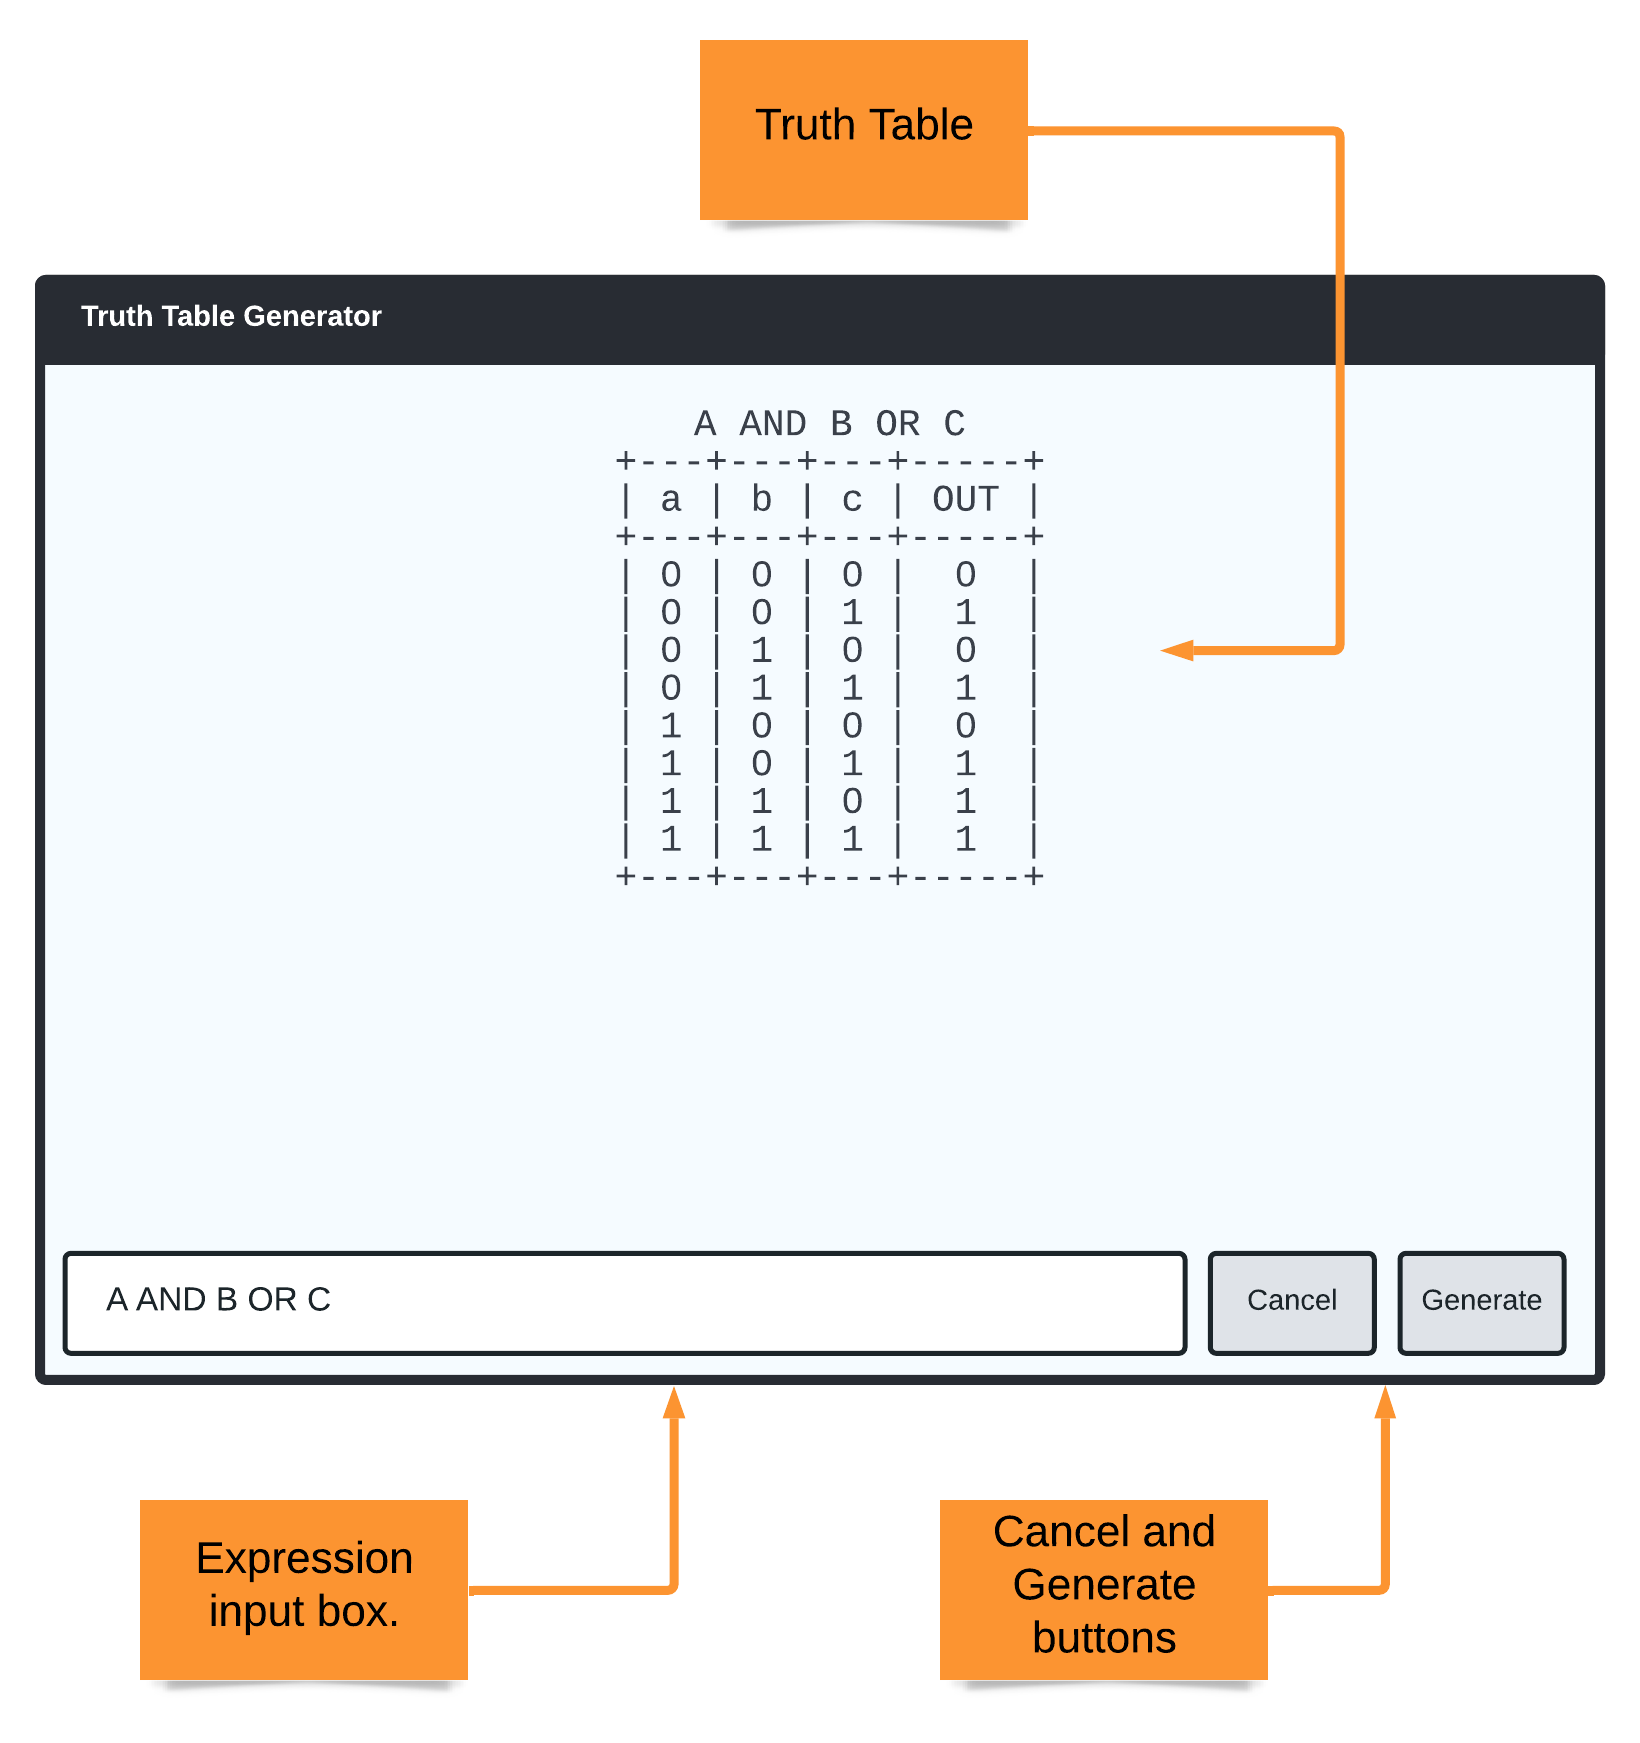 Truth Table
Truth Table Generator
A AND B OR C
+---+---+---+-----+
| a | b | c | OUT |
+---+---+---+-----+
| 0 | 0 | 0 |  0  |
| 0 | 0 | 1 |  1  |
| 0 | 1 | 0 |  0  |
| 0 | 1 | 1 |  1  |
| 1 | 0 | 0 |  0  |
| 1 | 0 | 1 |  1  |
| 1 | 1 | 0 |  1  |
| 1 | 1 | 1 |  1  |
+---+---+---+-----+
A AND B OR C
Cancel
Generate
Expression
input box.
Cancel and
Generate
buttons